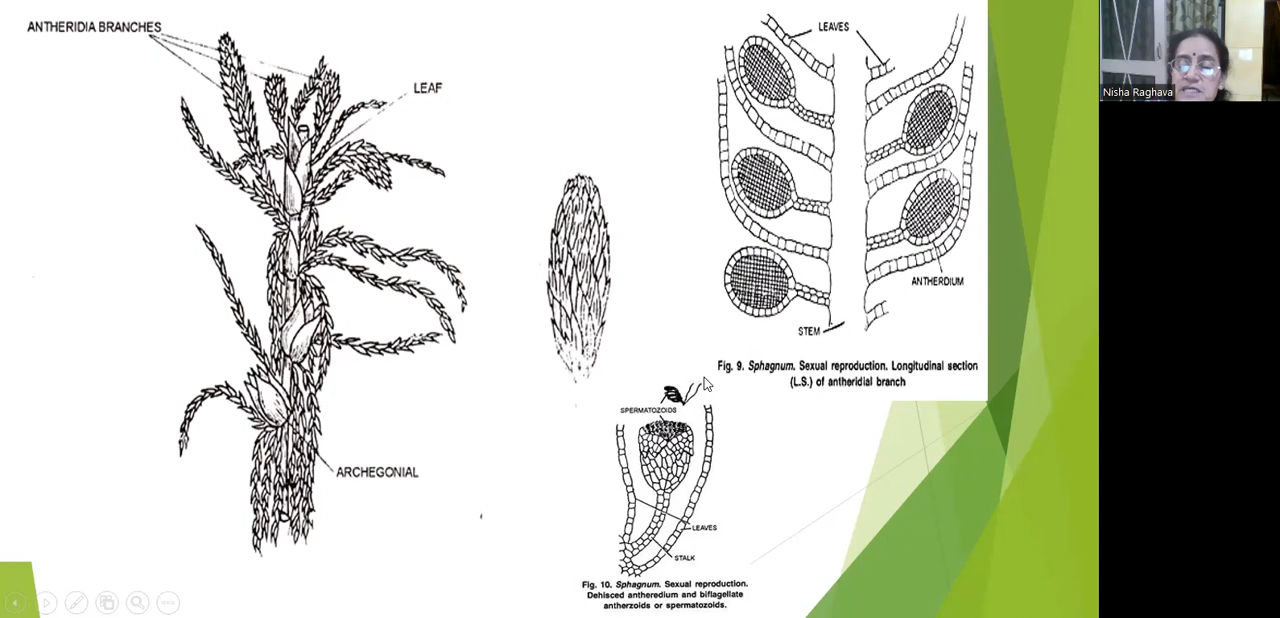 ANTHERIDIA BRANCHES
LEAF
ARCHEGONIAL
LEAVES
ANTHERDIUM
STEM
Fig. 9. Sphagnum. Sexual reproduction. Longitudinal section
(L.S.) of antheridial branch
SPERMATOZOIDS
LEAVES
STALK
Fig. 10. Sphagnum. Sexual reproduction.
Dehisced antheredium and biflagellate
antherzoids or spermatozoids.
Nisha Raghava